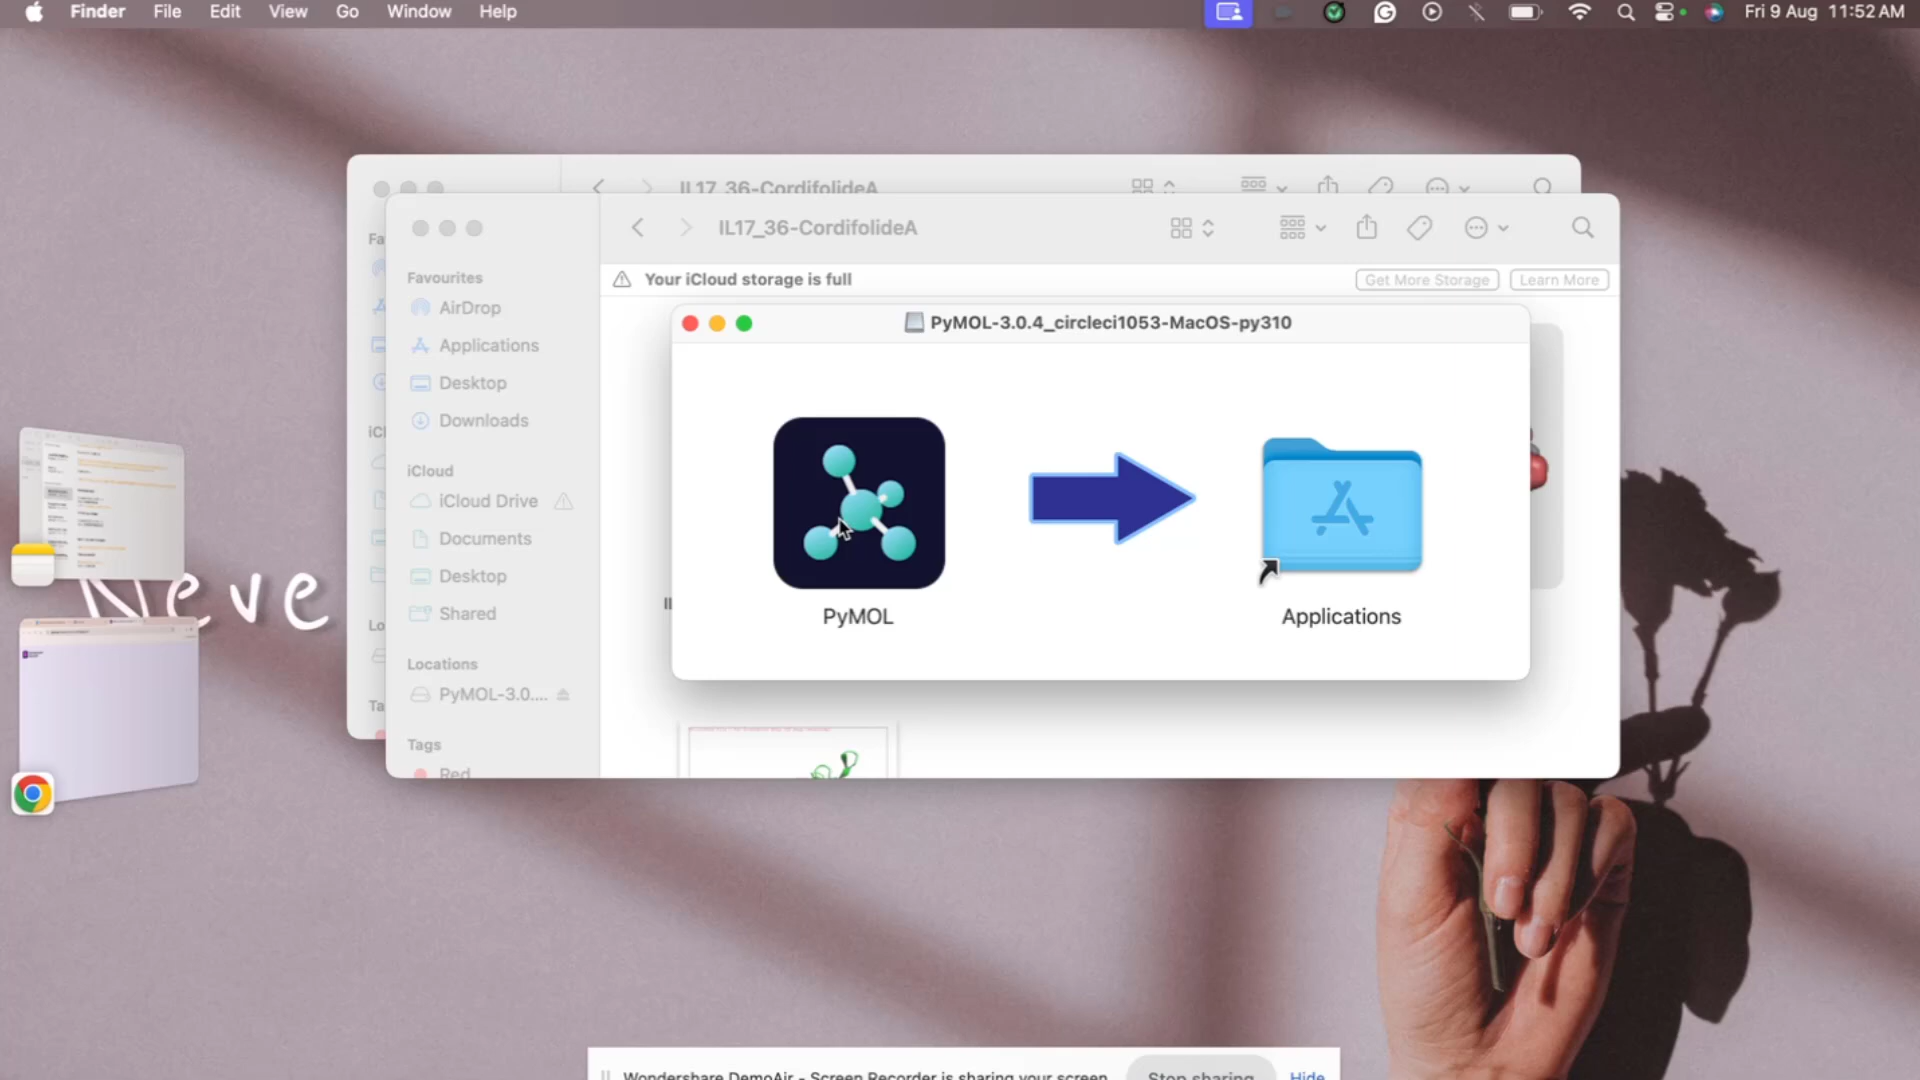 Finder File Edit View Go Window Help
Fri 9 Aug 11:52 AM
IL17_36-CordifolideA
IL17_36-CordifolideA
Your iCloud storage is full
Get More Storage
Learn More
Favourites
AirDrop
Applications
Desktop
Downloads
iCloud
iCloud Drive
Documents
Desktop
Shared
Locations
PyMOL-3.0....
Tags
Red
PyMOL-3.0.4_circleci1053-MacOS-py310
PyMOL
Applications
Neve
Wondershare DemoAir - Screen Recorder is sharing your screen.
Stop sharing
Hide